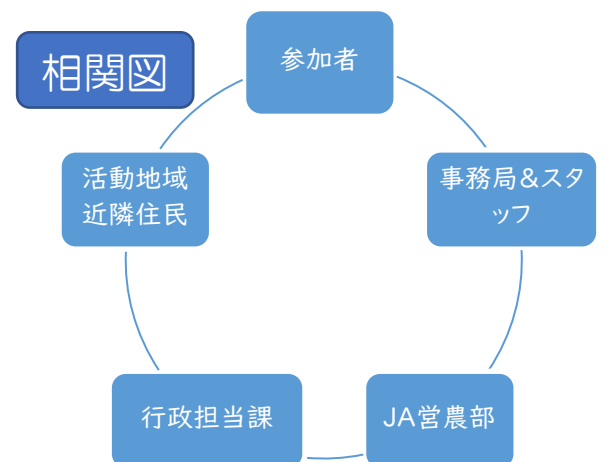 相関図
参加者
事務局&スタ
ッフ
JA営農部
行政担当課
活動地域
近隣住民